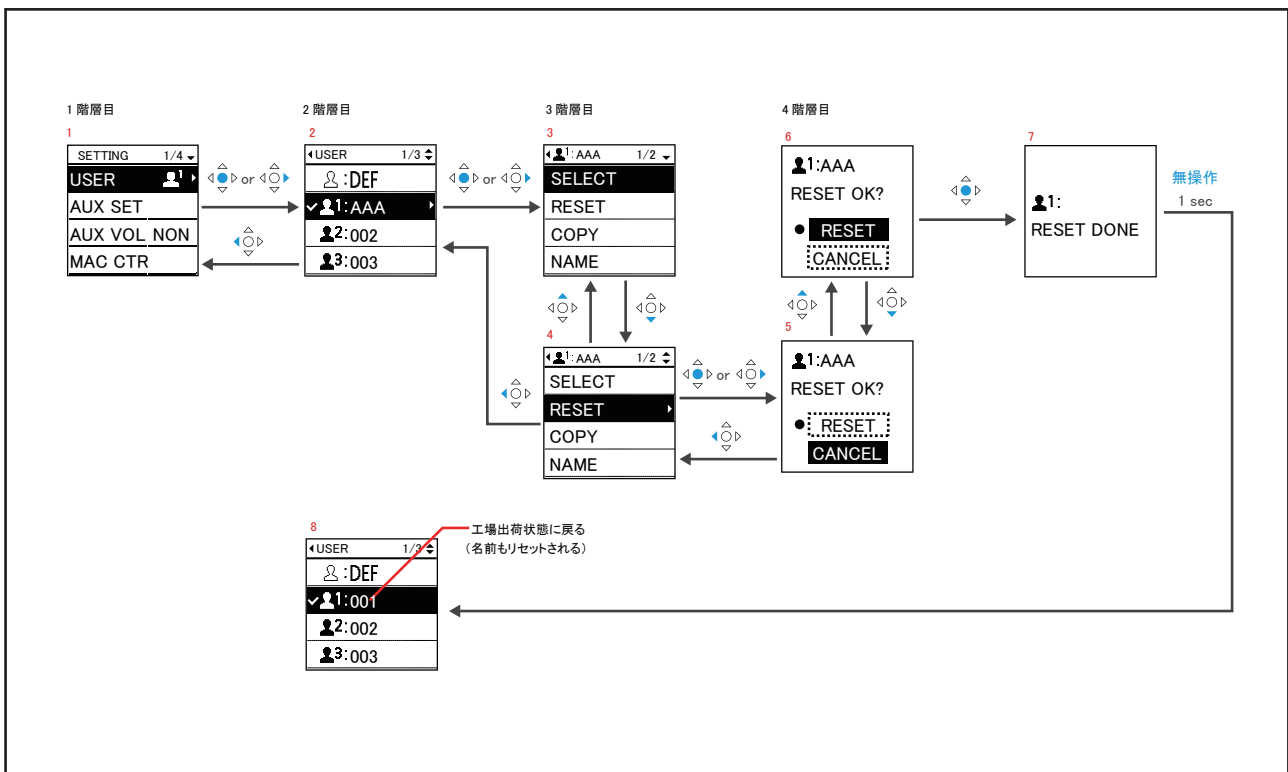 1 階層目
2 階層目
3 階層目
4 階層目
1
SETTING 1/4
USER 1
AUX SET
AUX VOL NON
MAC CTR
or
2
USER 1/3
:DEF
1:AAA
2:002
3:003
or
3
1:AAA 1/2
SELECT
RESET
COPY
NAME
6
1:AAA
RESET OK?
RESET
CANCEL
7
1:
RESET DONE
無操作
1 sec
4
1:AAA 1/2
SELECT
RESET
COPY
NAME
or
5
1:AAA
RESET OK?
RESET
CANCEL
8
USER 1/3
:DEF
1:001
2:002
3:003
工場出荷状態に戻る
（名前もリセットされる）